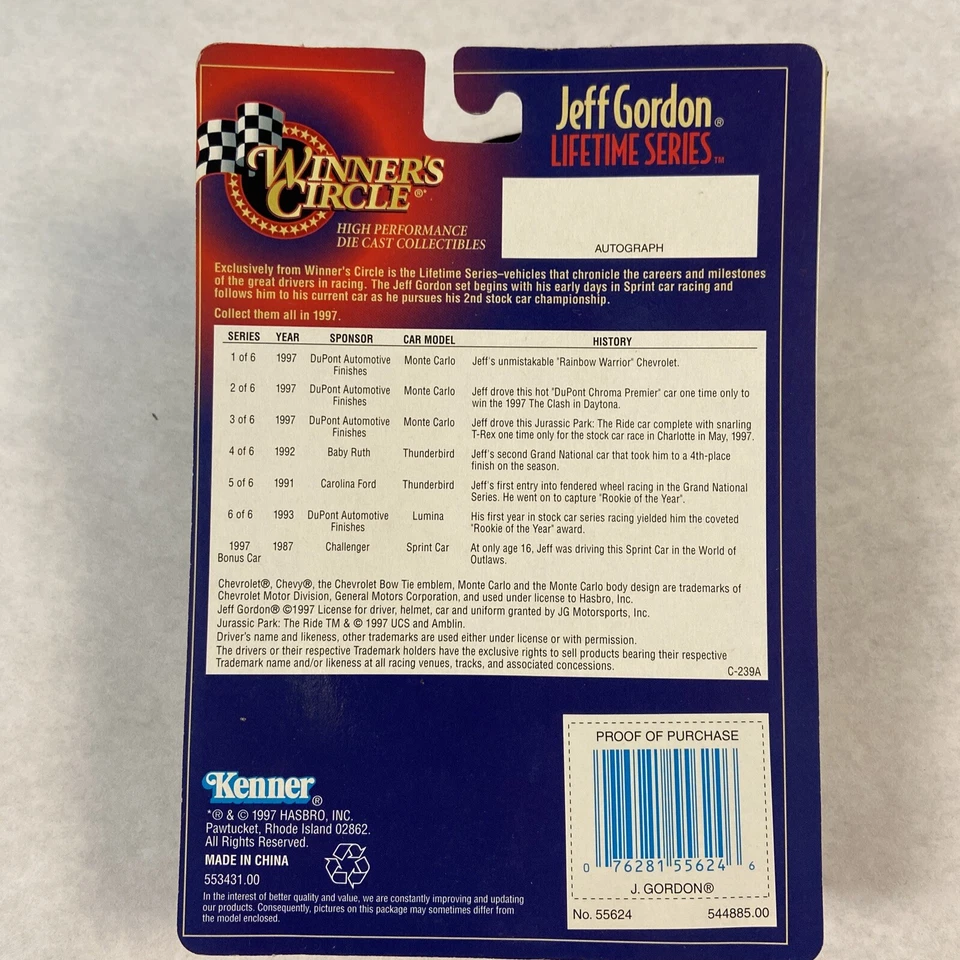 Jeff Gordon®
LIFETIME SERIES™
WINNER'S
CIRCLE®*
HIGH PERFORMANCE
DIE CAST COLLECTIBLES
AUTOGRAPH
Exclusively from Winner's Circle is the Lifetime Series–vehicles that chronicle the careers and milestones
of the great drivers in racing. The Jeff Gordon set begins with his early days in Sprint car racing and
follows him to his current car as he pursues his 2nd stock car championship.
Collect them all in 1997.
SERIES YEAR SPONSOR CAR MODEL HISTORY
1 of 6 1997 DuPont Automotive Monte Carlo Jeff's unmistakable "Rainbow Warrior" Chevrolet.
Finishes
2 of 6 1997 DuPont Automotive Monte Carlo Jeff drove this hot "DuPont Chroma Premier" car one time only to
Finishes win the 1997 The Clash in Daytona.
3 of 6 1997 DuPont Automotive Monte Carlo Jeff drove this Jurassic Park: The Ride car complete with snarling
Finishes T-Rex one time only for the stock car race in Charlotte in May, 1997.
4 of 6 1992 Baby Ruth Thunderbird Jeff's second Grand National car that took him to a 4th-place
finish on the season.
5 of 6 1991 Carolina Ford Thunderbird Jeff's first entry into fendered wheel racing in the Grand National
Series. He went on to capture "Rookie of the Year".
6 of 6 1993 DuPont Automotive Lumina His first year in stock car series racing yielded him the coveted
Finishes "Rookie of the Year" award.
1997 1987 Challenger Sprint Car At only age 16, Jeff was driving this Sprint Car in the World of
Bonus Car Outlaws.
Chevrolet®, Chevy®, the Chevrolet Bow Tie emblem, Monte Carlo and the Monte Carlo body design are trademarks of
Chevrolet Motor Division, General Motors Corporation, and used under license to Hasbro, Inc.
Jeff Gordon® ©1997 License for driver, helmet, car and uniform granted by JG Motorsports, Inc.
Jurassic Park: The Ride TM & © 1997 UCS and Amblin.
Driver's name and likeness, other trademarks are used either under license or with permission.
The drivers or their respective Trademark holders have the exclusive rights to sell products bearing their respective
Trademark name and/or likeness at all racing venues, tracks, and associated concessions.
C-239A
Kenner®
*® & © 1997 HASBRO, INC.
Pawtucket, Rhode Island 02862.
All Rights Reserved.
MADE IN CHINA
553431.00
In the interest of better quality and value, we are constantly improving and updating
our products. Consequently, pictures on this package may sometimes differ from
the model enclosed.
PROOF OF PURCHASE
0 76281 55624 6
J. GORDON®
No. 55624 544885.00